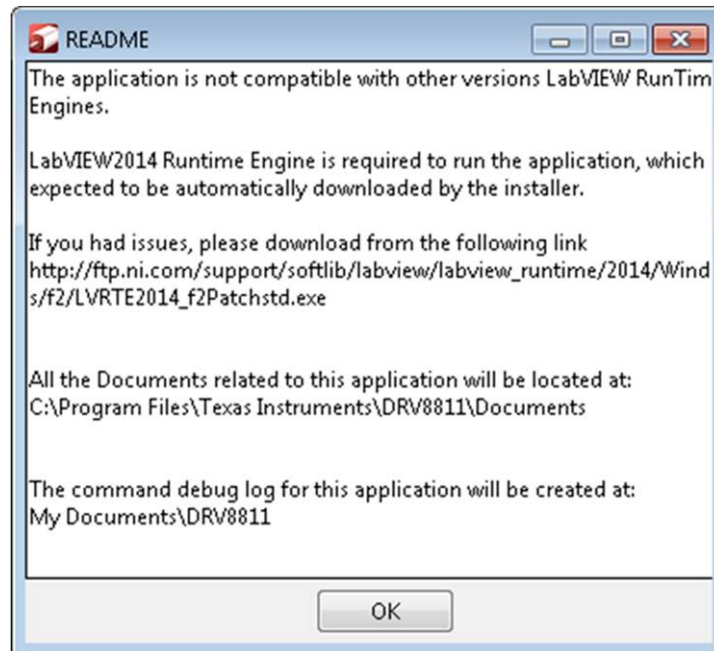 README
The application is not compatible with other versions LabVIEW RunTim
Engines.
LabVIEW2014 Runtime Engine is required to run the application, which
expected to be automatically downloaded by the installer.
If you had issues, please download from the following link
http://ftp.ni.com/support/softlib/labview/labview_runtime/2014/Wind
s/f2/LVRTE2014_f2Patchstd.exe
All the Documents related to this application will be located at:
C:\Program Files\Texas Instruments\DRV8811\Documents
The command debug log for this application will be created at:
My Documents\DRV8811
OK